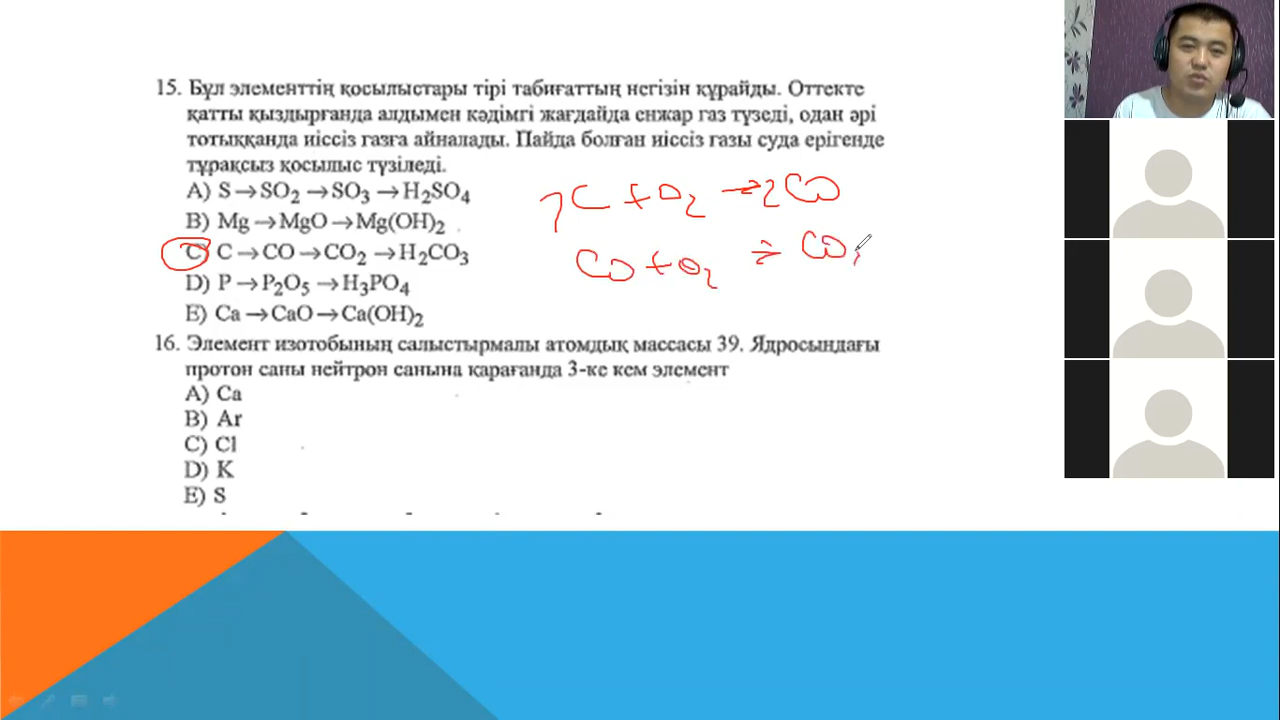 15. Бұл элементтің қосылыстары тірі табиғаттың негізін құрайды. Оттекте
қатты қыздырғанда алдымен кәдімгі жағдайда енжар газ түзеді, одан әрі
тотыққанда иіссіз газға айналады. Пайда болған иіссіз газы суда ерігенде
тұрақсыз қосылыс түзіледі.
A) S→SO₂→SO₃→H₂SO₄
B) Mg→MgO→Mg(OH)₂
C) C→CO→CO₂→H₂CO₃
D) P→P₂O₅→H₃PO₄
E) Ca→CaO→Ca(OH)₂
C + O₂ → 2CO
CO + O₂ CO₂
16. Элемент изотобының салыстырмалы атомдық массасы 39. Ядросындағы
протон саны нейтрон санына қарағанда 3-ке кем элемент
A) Ca
B) Ar
C) Cl
D) K
E) S